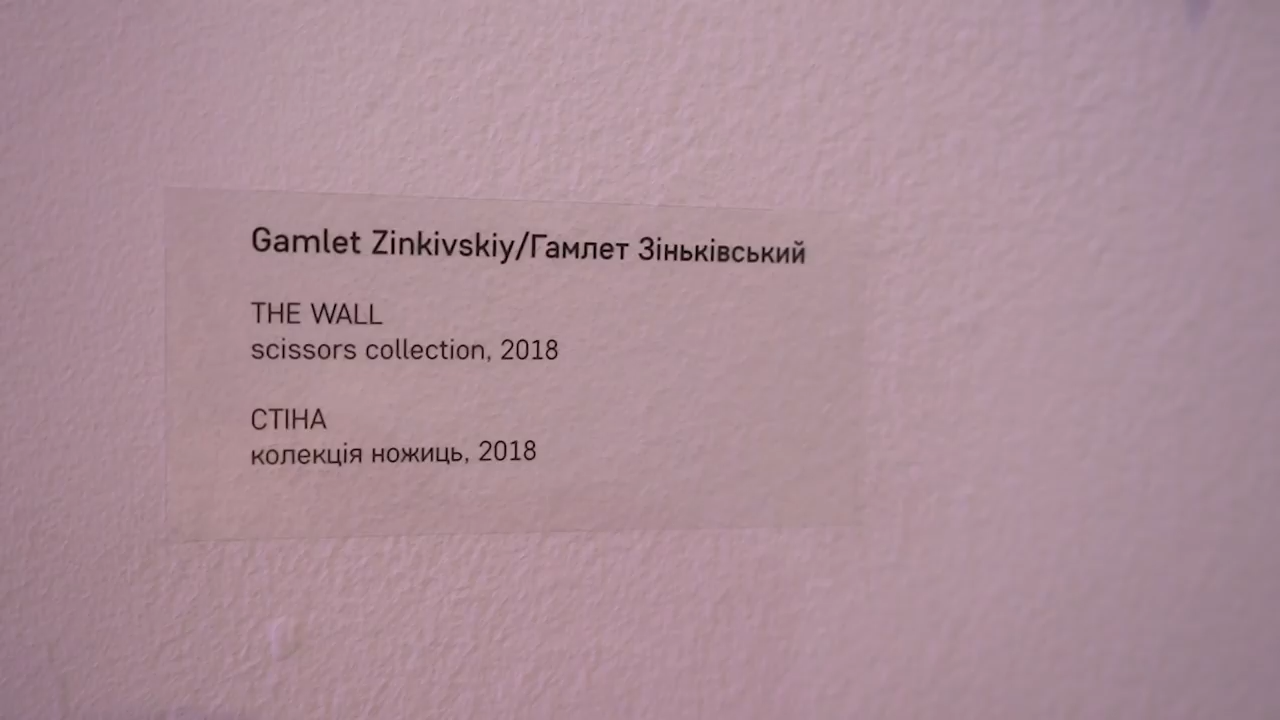 Gamlet Zinkivskiy/Гамлет Зіньківський
THE WALL
scissors collection, 2018
СТІНА
колекція ножиць, 2018